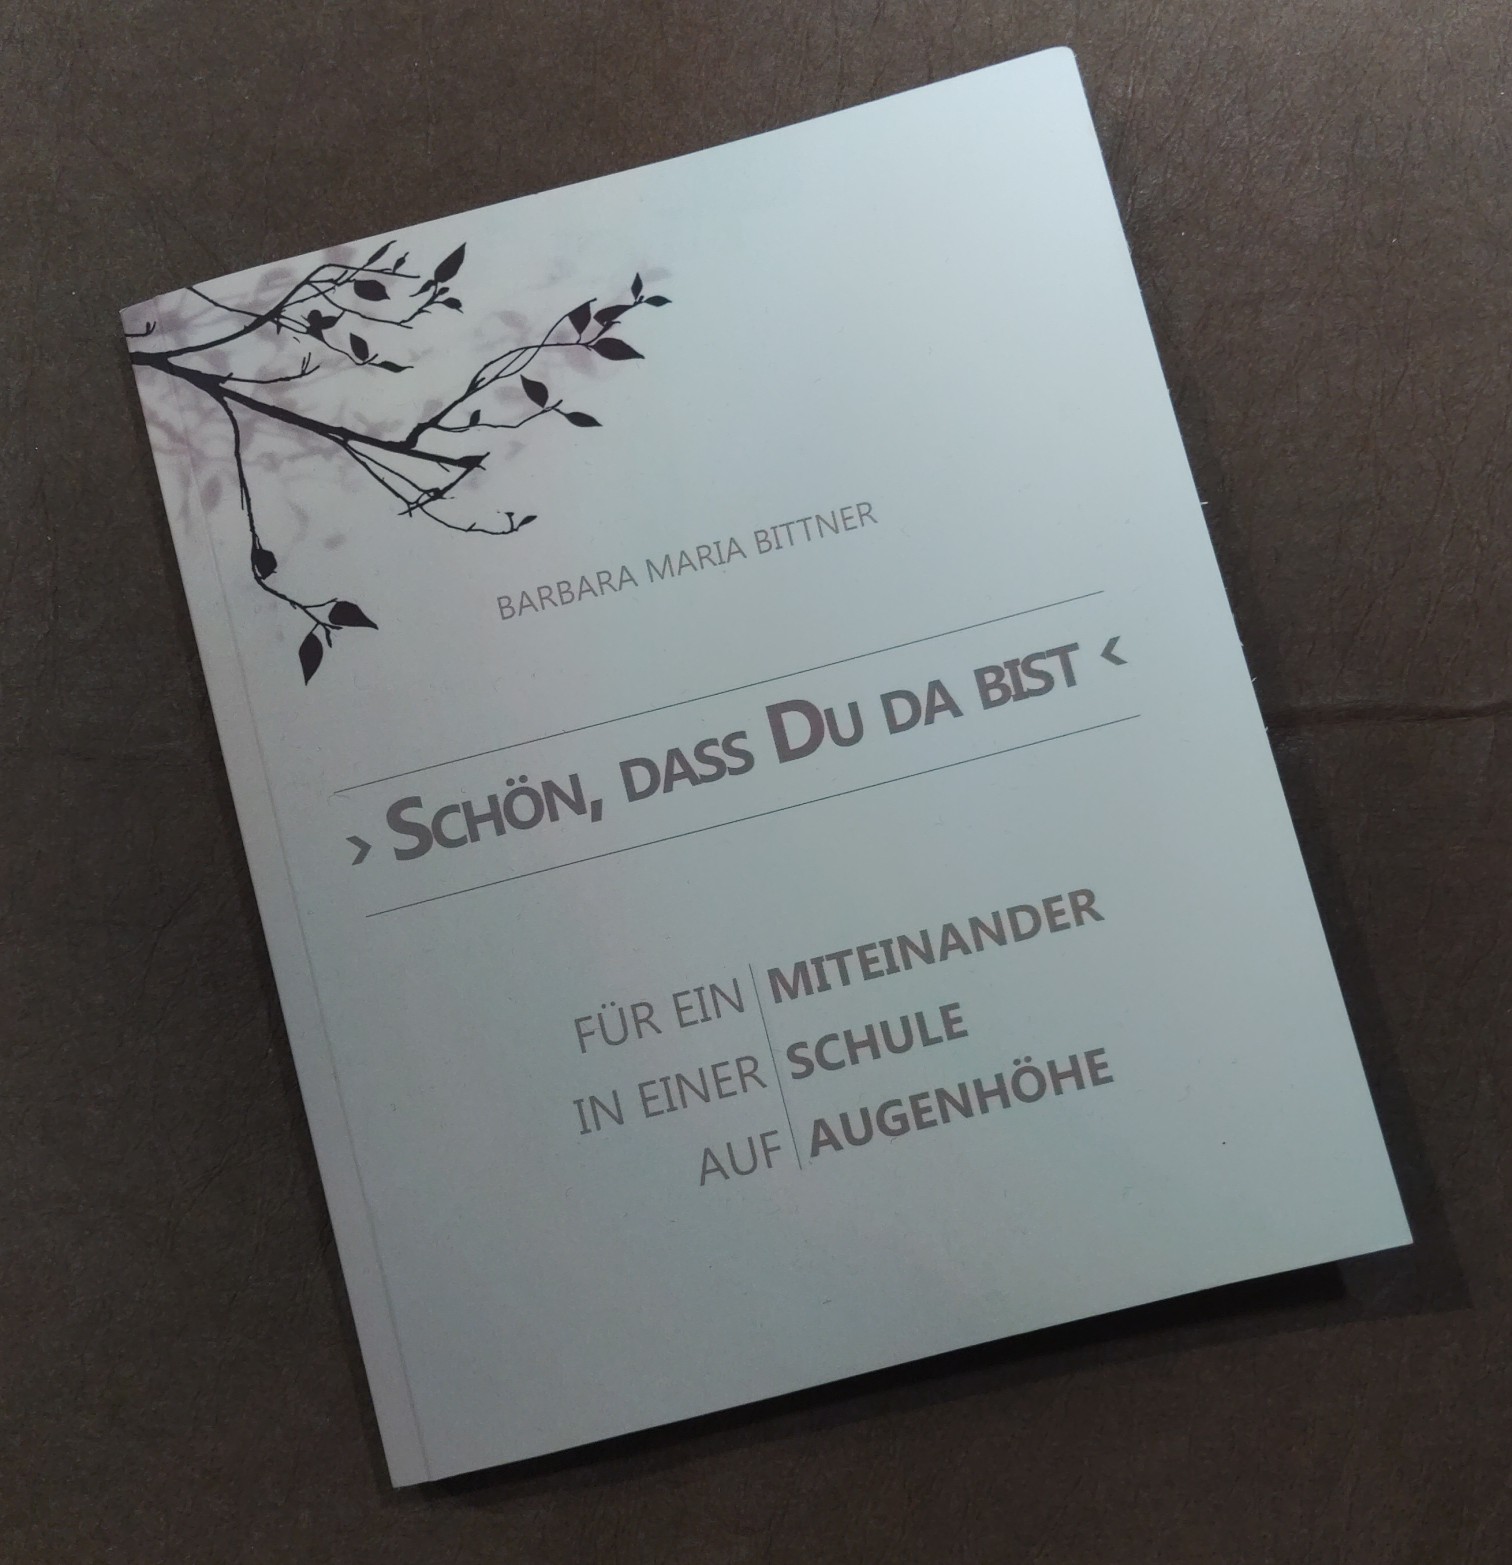 BARBARA MARIA BITTNER
› SCHÖN, DASS DU DA BIST ‹
FÜR EIN MITEINANDER
IN EINER SCHULE
AUF AUGENHÖHE